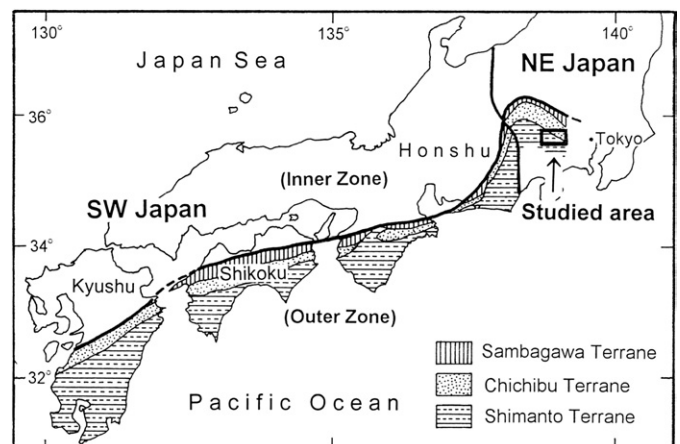 130°
135°
140°
Japan Sea
NE Japan
36°
Tokyo
Honshu
(Inner Zone)
Studied area
SW Japan
34°
Kyushu
Shikoku
(Outer Zone)
Sambagawa Terrane
32°
Chichibu Terrane
Pacific Ocean
Shimanto Terrane